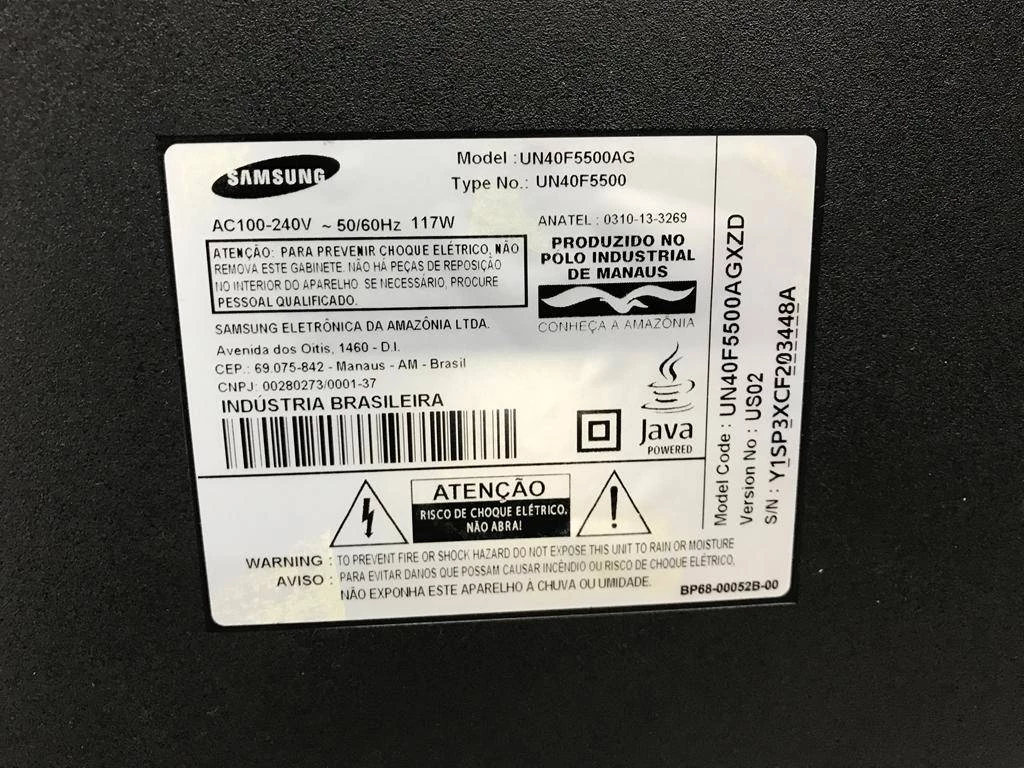 SAMSUNG
Model : UN40F5500AG
Type No.: UN40F5500
AC100-240V ~ 50/60Hz 117W
ATENÇÃO: PARA PREVENIR CHOQUE ELÉTRICO, NÃO
REMOVA ESTE GABINETE. NÃO HÁ PEÇAS DE REPOSIÇÃO
NO INTERIOR DO APARELHO. SE NECESSÁRIO, PROCURE
PESSOAL QUALIFICADO.
SAMSUNG ELETRÔNICA DA AMAZÔNIA LTDA.
Avenida dos Oitis, 1460 - D.I.
CEP.: 69.075-842 - Manaus - AM - Brasil
CNPJ: 00280273/0001-37
INDÚSTRIA BRASILEIRA
ANATEL : 0310-13-3269
PRODUZIDO NO
POLO INDUSTRIAL
DE MANAUS
CONHEÇA A AMAZÔNIA
Java
POWERED
Model Code : UN40F5500AGXZD
Version No : US02
S/N : Y1SP3XCF203448A
ATENÇÃO
RISCO DE CHOQUE ELÉTRICO.
NÃO ABRA!
WARNING : TO PREVENT FIRE OR SHOCK HAZARD DO NOT EXPOSE THIS UNIT TO RAIN OR MOISTURE
AVISO : PARA EVITAR DANOS QUE POSSAM CAUSAR INCÊNDIO OU RISCO DE CHOQUE ELÉTRICO,
NÃO EXPONHA ESTE APARELHO À CHUVA OU UMIDADE.
BP68-00052B-00